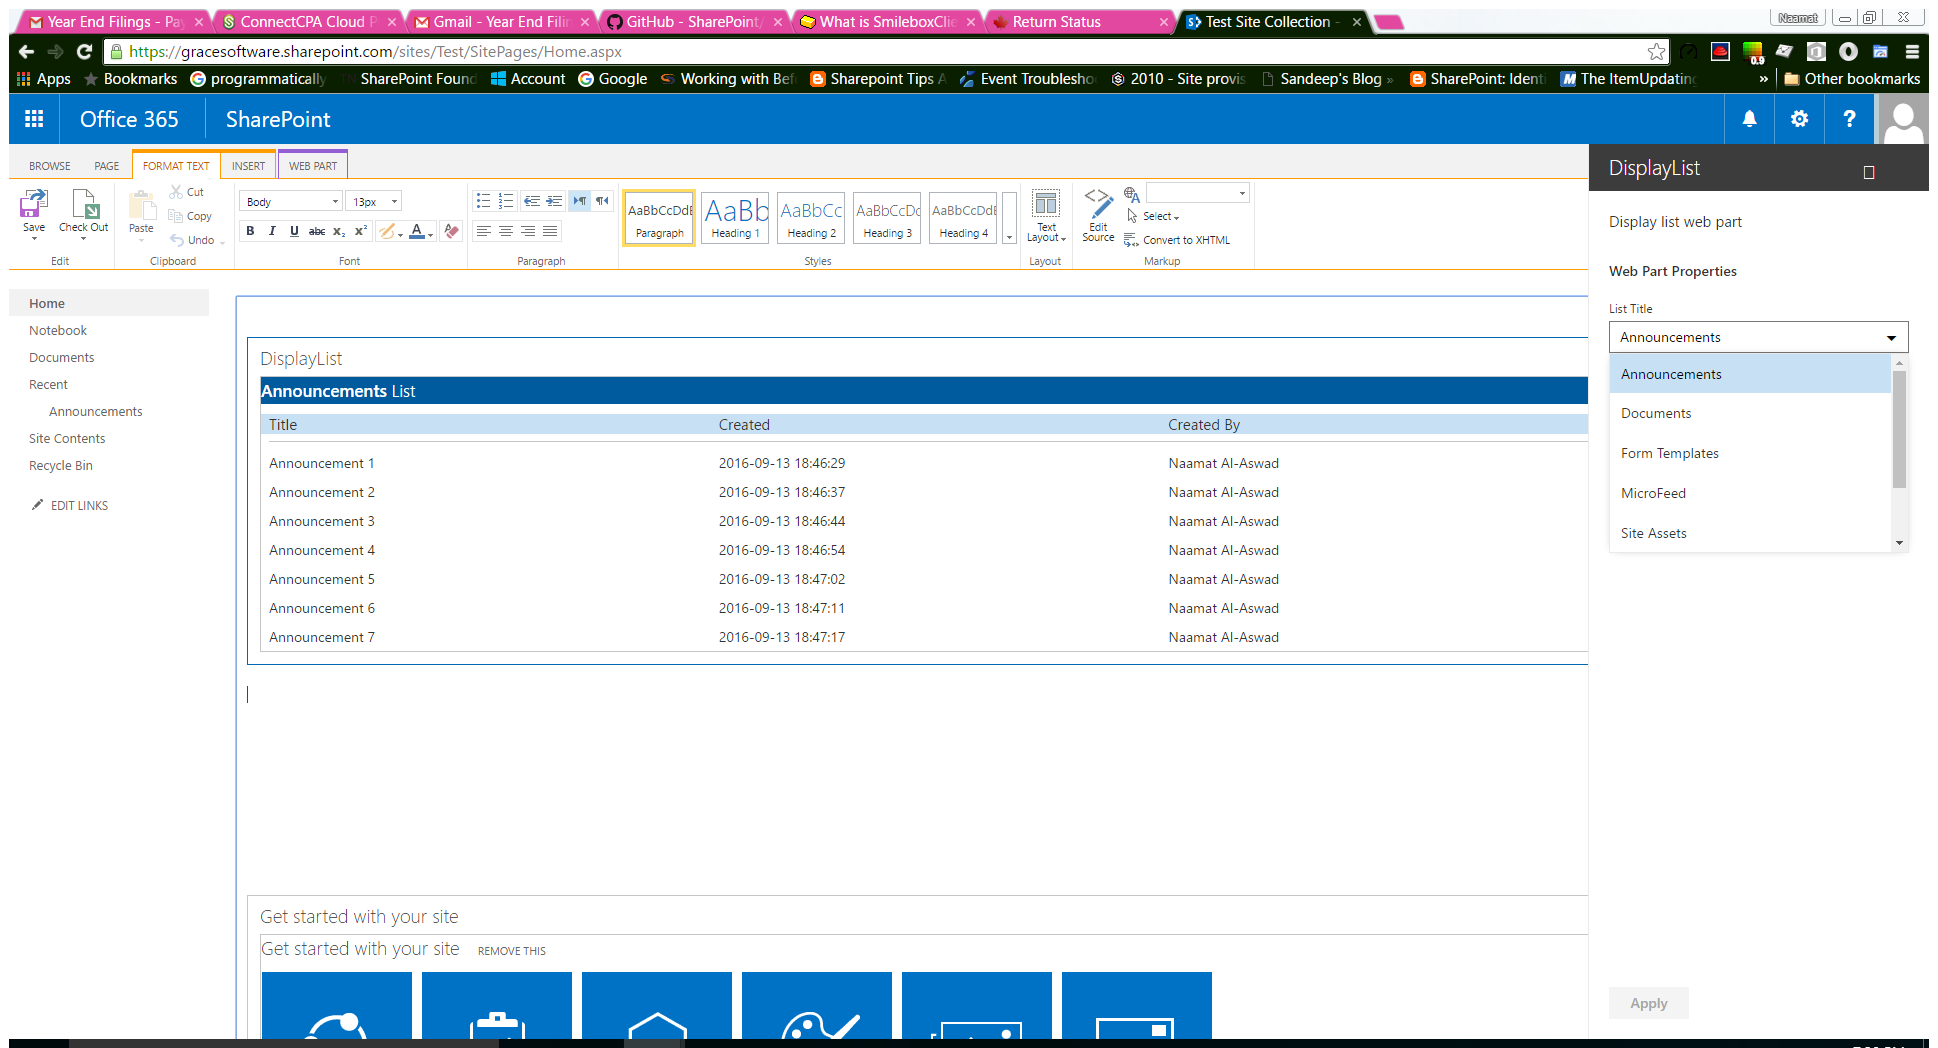 Year End Filings - Pay
ConnectCPA Cloud P
Gmail - Year End Filin
GitHub - SharePoint/
What is SmileboxClie
Return Status
Test Site Collection -
Naamat
https://gracesoftware.sharepoint.com/sites/Test/SitePages/Home.aspx
0.9
Apps
Bookmarks
programmatically
SharePoint Found
Account
Google
Working with Bef
Sharepoint Tips A
Event Troublesho
2010 - Site provis
Sandeep's Blog »
SharePoint: Identi
The ItemUpdating
»
Other bookmarks
Office 365
SharePoint
?
BROWSE
PAGE
FORMAT TEXT
INSERT
WEB PART
Save
Check Out
Edit
Paste
Cut
Copy
Undo
Clipboard
Body
13px
B I U abc x₂ x²
A
Font
Paragraph
AaBbCcDdE
Paragraph
AaBb
Heading 1
AaBbCc
Heading 2
AaBbCcDc
Heading 3
AaBbCcDdE
Heading 4
Styles
Text
Layout
Layout
Edit
Source
Select
Convert to XHTML
Markup
Home
Notebook
Documents
Recent
Announcements
Site Contents
Recycle Bin
EDIT LINKS
DisplayList
Announcements List
Title Created Created By
Announcement 1 2016-09-13 18:46:29 Naamat Al-Aswad
Announcement 2 2016-09-13 18:46:37 Naamat Al-Aswad
Announcement 3 2016-09-13 18:46:44 Naamat Al-Aswad
Announcement 4 2016-09-13 18:46:54 Naamat Al-Aswad
Announcement 5 2016-09-13 18:47:02 Naamat Al-Aswad
Announcement 6 2016-09-13 18:47:11 Naamat Al-Aswad
Announcement 7 2016-09-13 18:47:17 Naamat Al-Aswad
Get started with your site
Get started with your site REMOVE THIS
DisplayList
Display list web part
Web Part Properties
List Title
Announcements
Announcements
Documents
Form Templates
MicroFeed
Site Assets
Apply